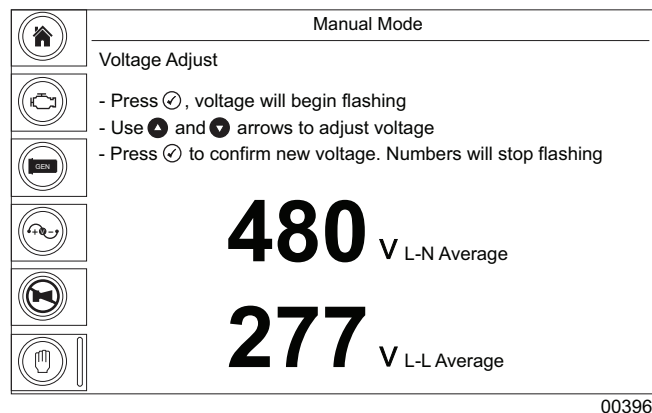 Manual Mode
Voltage Adjust
- Press , voltage will begin flashing
- Use and arrows to adjust voltage
- Press to confirm new voltage. Numbers will stop flashing
GEN
480 V L-N Average
277 V L-L Average
00396